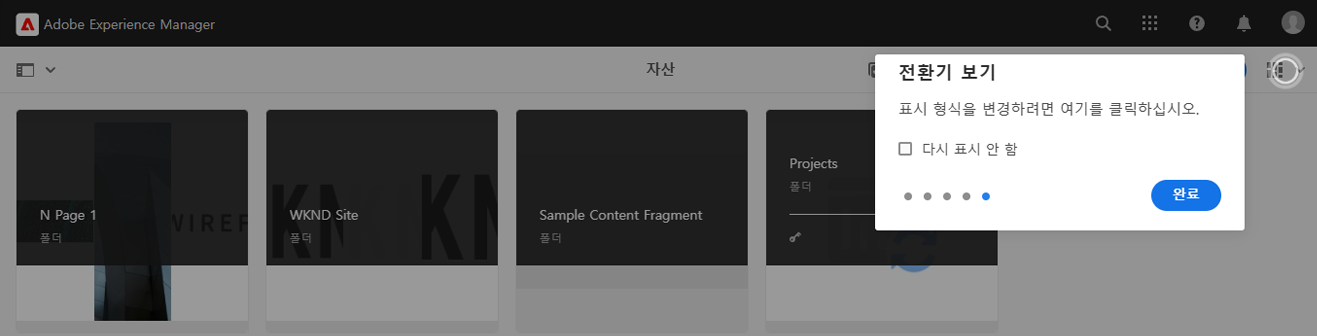 Adobe Experience Manager
자산
전환기 보기
표시 형식을 변경하려면 여기를 클릭하십시오.
다시 표시 안 함
완료
N Page 1
폴더
WIREF
WKND Site
폴더
KN
KN
Sample Content Fragment
폴더
Projects
폴더